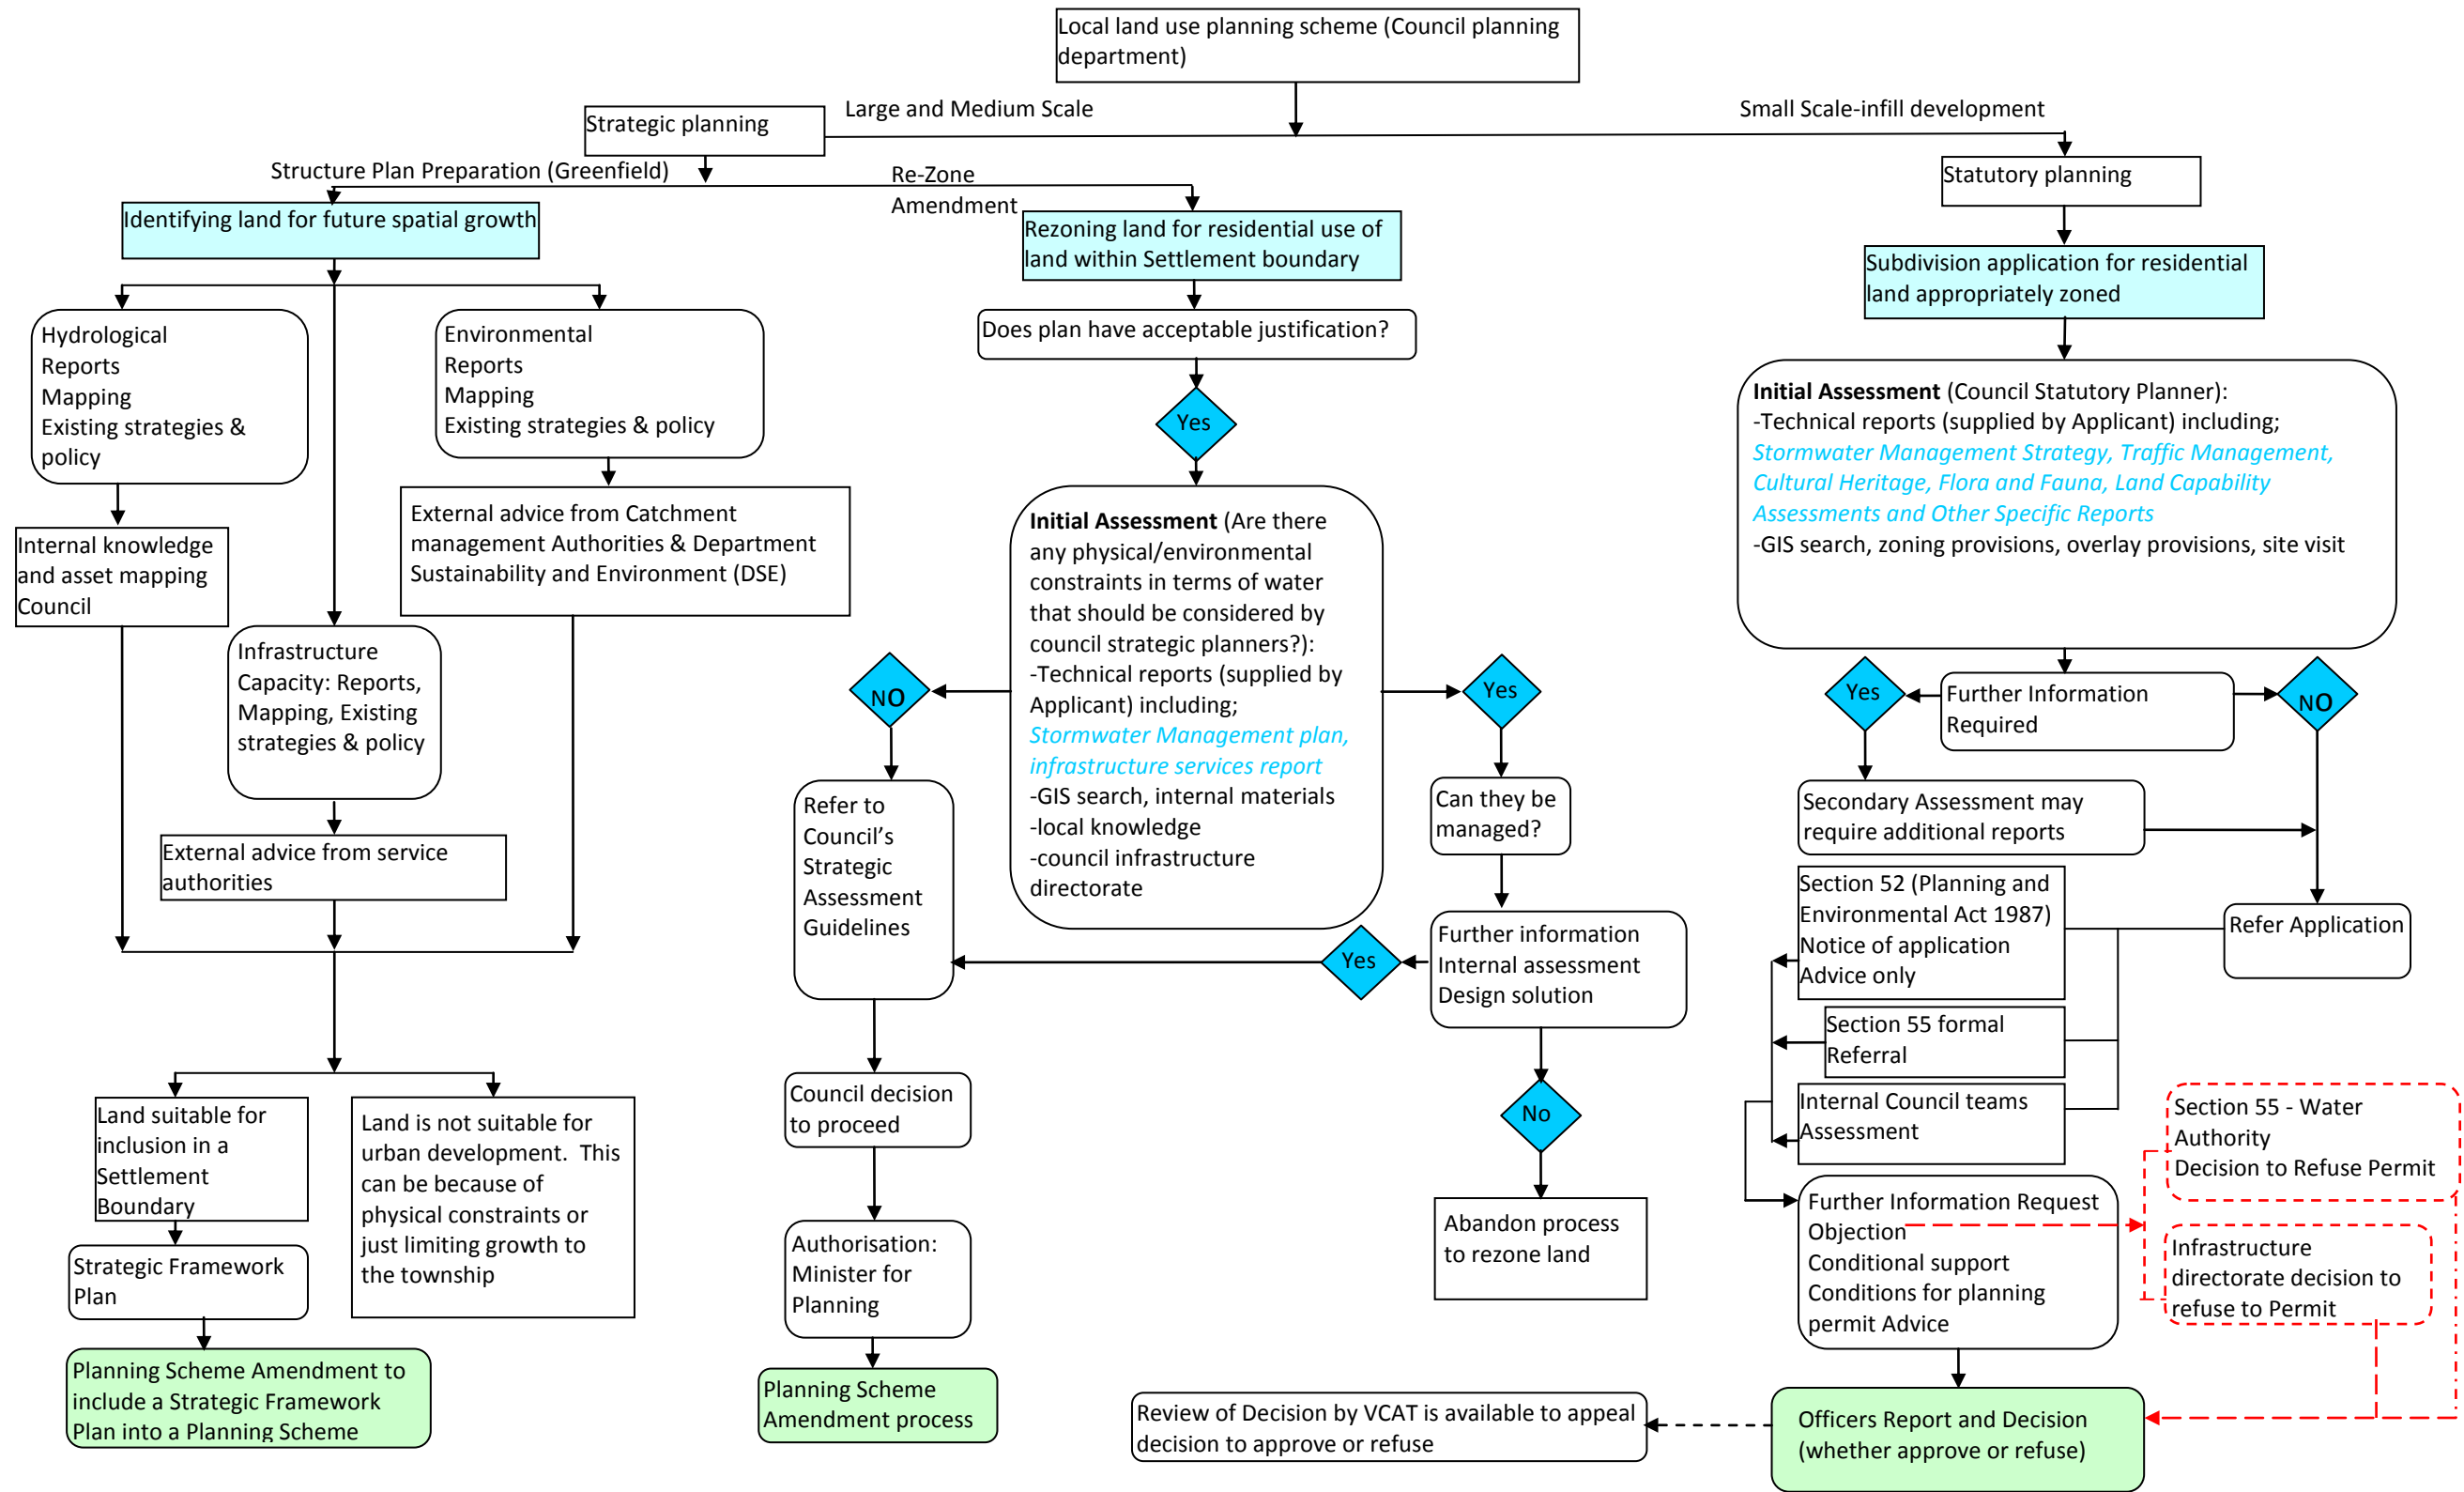 Local land use planning scheme (Council planning
department)
Large and Medium Scale
Small Scale-infill development
Strategic planning
Structure Plan Preparation (Greenfield)
Re-Zone
Amendment
Statutory planning
Identifying land for future spatial growth
Rezoning land for residential use of
land within Settlement boundary
Subdivision application for residential
land appropriately zoned
Hydrological
Reports
Mapping
Existing strategies &
policy
Environmental
Reports
Mapping
Existing strategies & policy
Does plan have acceptable justification?
Yes
Initial Assessment (Council Statutory Planner):
-Technical reports (supplied by Applicant) including;
Stormwater Management Strategy, Traffic Management,
Cultural Heritage, Flora and Fauna, Land Capability
Assessments and Other Specific Reports
-GIS search, zoning provisions, overlay provisions, site visit
Internal knowledge
and asset mapping
Council
External advice from Catchment
management Authorities & Department
Sustainability and Environment (DSE)
Initial Assessment (Are there
any physical/environmental
constraints in terms of water
that should be considered by
council strategic planners?):
-Technical reports (supplied by
Applicant) including;
Stormwater Management plan,
infrastructure services report
-GIS search, internal materials
-local knowledge
-council infrastructure
directorate
Infrastructure
Capacity: Reports,
Mapping, Existing
strategies & policy
External advice from service
authorities
NO
Yes
Refer to
Council’s
Strategic
Assessment
Guidelines
Can they be
managed?
Further information
Internal assessment
Design solution
Yes
No
Yes
Further Information
Required
NO
Secondary Assessment may
require additional reports
Section 52 (Planning and
Environmental Act 1987)
Notice of application
Advice only
Refer Application
Section 55 formal
Referral
Internal Council teams
Assessment
Land suitable for
inclusion in a
Settlement
Boundary
Land is not suitable for
urban development.  This
can be because of
physical constraints or
just limiting growth to
the township
Council decision
to proceed
Abandon process
to rezone land
Further Information Request
Objection
Conditional support
Conditions for planning
permit Advice
Section 55 - Water
Authority
Decision to Refuse Permit
Infrastructure
directorate decision to
refuse to Permit
Strategic Framework
Plan
Authorisation:
Minister for
Planning
Planning Scheme Amendment to
include a Strategic Framework
Plan into a Planning Scheme
Planning Scheme
Amendment process
Review of Decision by VCAT is available to appeal
decision to approve or refuse
Officers Report and Decision
(whether approve or refuse)